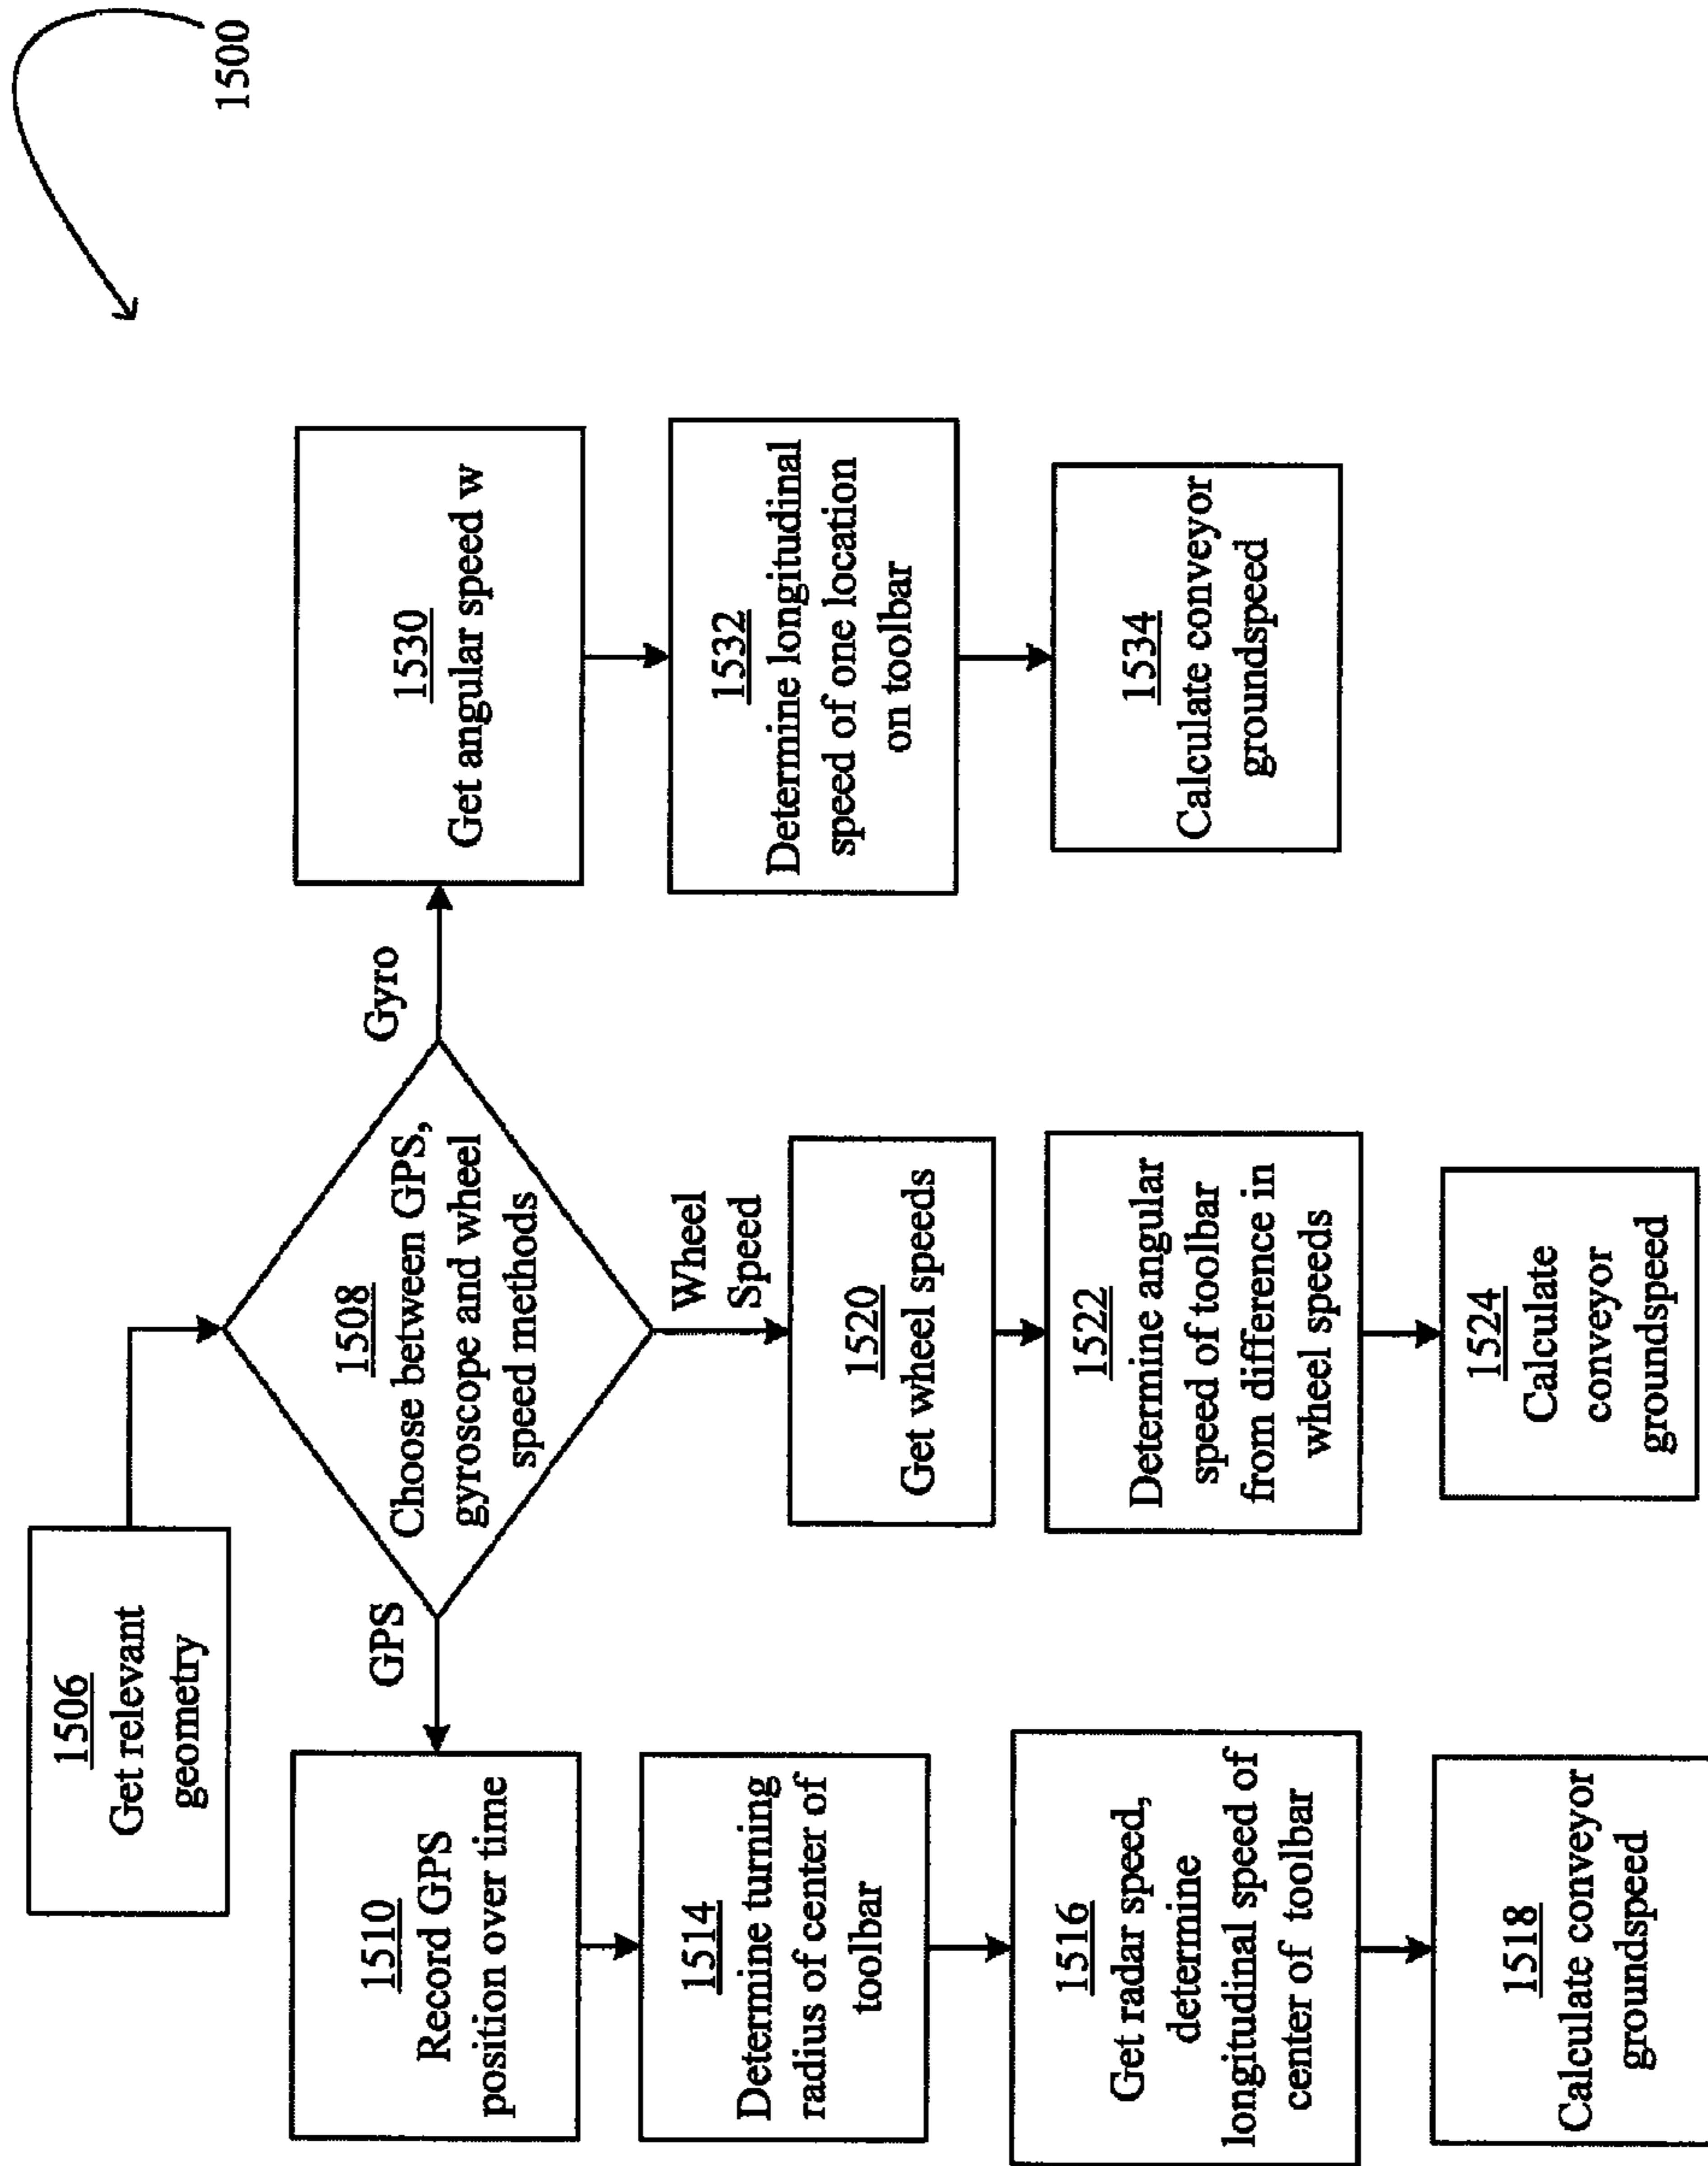 1500
1506
Get relevant
geometry
1508
Choose between GPS,
gyroscope and wheel
speed methods
GPS
Wheel
Speed
Gyro
1510
Record GPS
position over time
1514
Determine turning
radius of center of
toolbar
1516
Get radar speed,
determine
longitudinal speed of
center of toolbar
1518
Calculate conveyor
groundspeed
1520
Get wheel speeds
1522
Determine angular
speed of toolbar
from difference in
wheel speeds
1524
Calculate
conveyor
groundspeed
1530
Get angular speed w
1532
Determine longitudinal
speed of one location
on toolbar
1534
Calculate conveyor
groundspeed